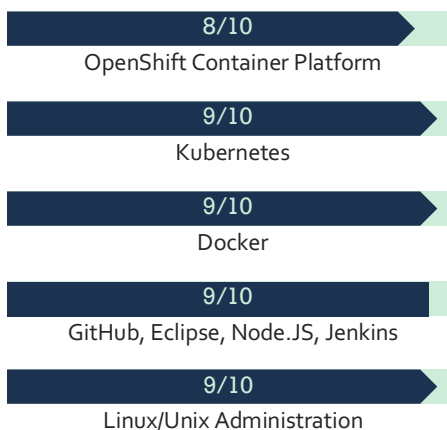 8/10
OpenShift Container Platform
9/10
Kubernetes
9/10
Docker
9/10
GitHub, Eclipse, Node.JS, Jenkins
9/10
Linux/Unix Administration